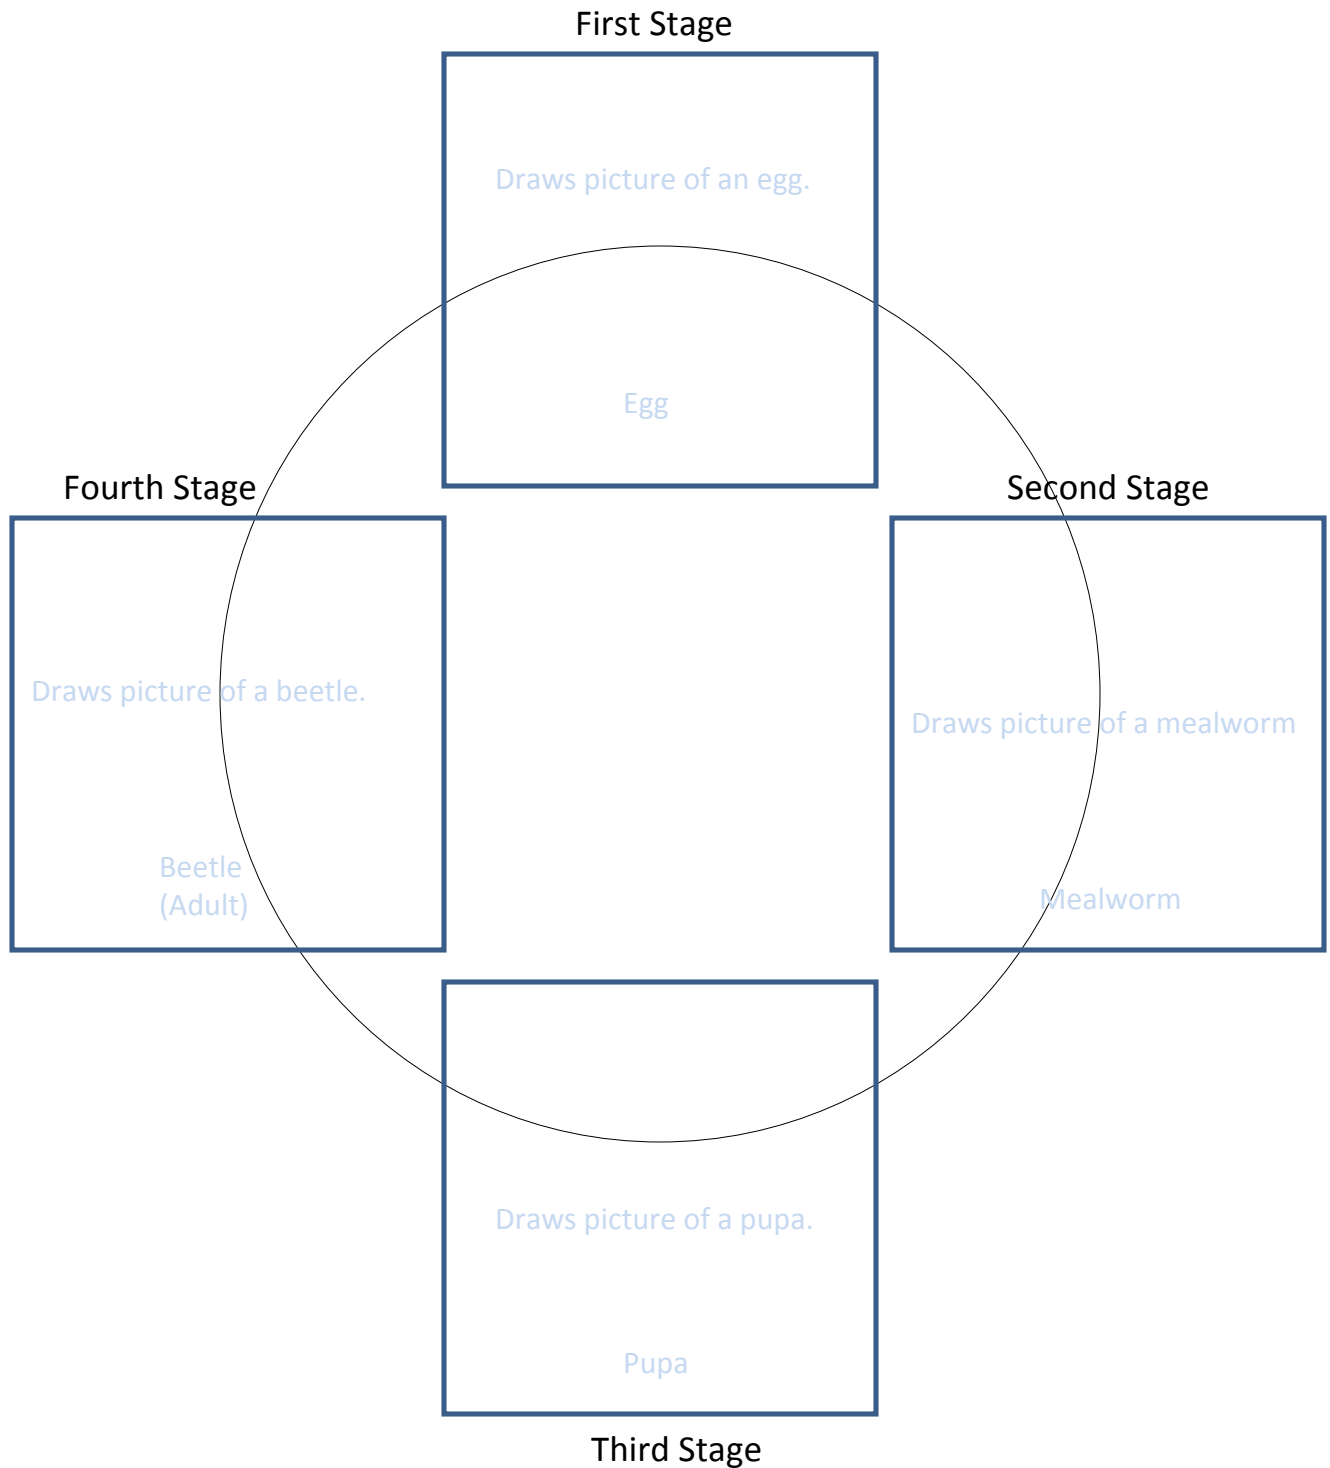 First Stage
Draws picture of an egg.
Egg
Fourth Stage
Draws picture of a beetle.
Beetle
(Adult)
Second Stage
Draws picture of a mealworm
Mealworm
Draws picture of a pupa.
Pupa
Third Stage